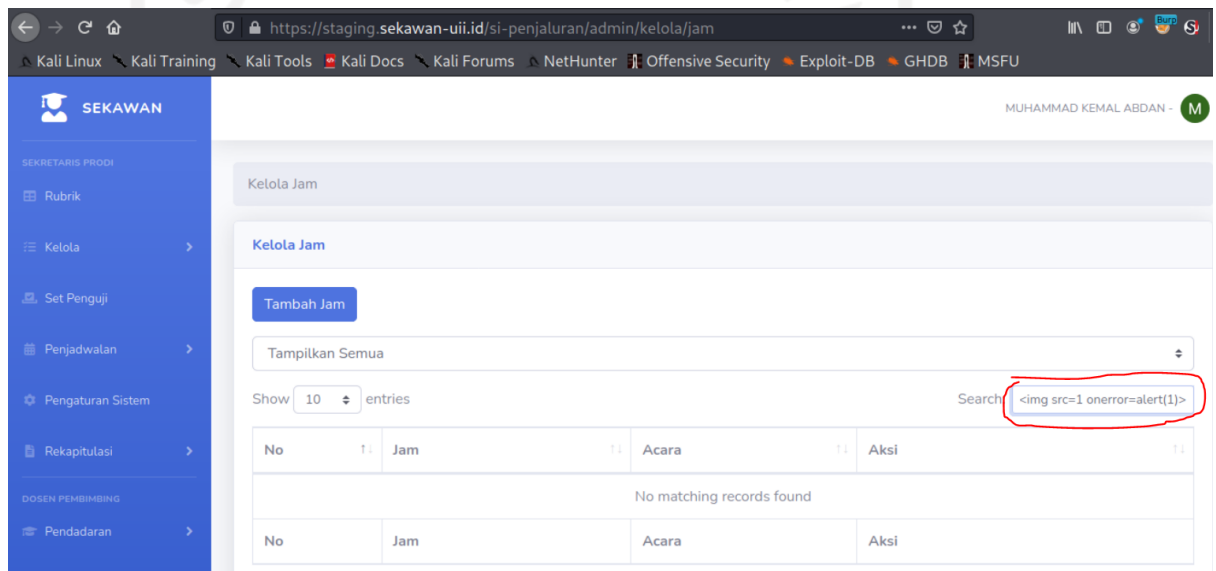 https://staging.sekawan-uii.id/si-penjaluran/admin/kelola/jam
Burp
Kali Linux Kali Training Kali Tools Kali Docs Kali Forums NetHunter Offensive Security Exploit-DB GHDB MSFU
SEKAWAN
MUHAMMAD KEMAL ABDAN - M
SEKRETARIS PRODI
Rubrik
Kelola
Set Penguji
Penjadwalan
Pengaturan Sistem
Rekapitulasi
DOSEN PEMBIMBING
Pendadaran
Kelola Jam
Kelola Jam
Tambah Jam
Tampilkan Semua
Show 10 entries
Search: <img src=1 onerror=alert(1)>
No Jam Acara Aksi
No matching records found
No Jam Acara Aksi